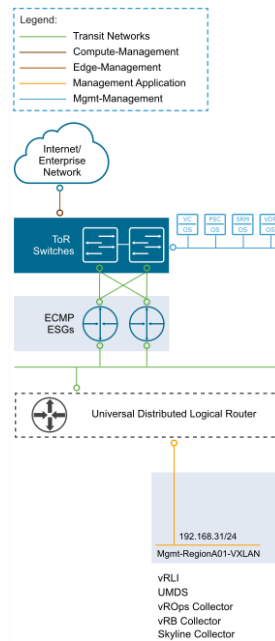 Legend:
Transit Networks
Compute-Management
Edge-Management
Management Application
Mgmt-Management
Internet/
Enterprise
Network
ToR
Switches
VC
OS
PSC
OS
SRM
OS
OS
ECMP
ESGs
Universal Distributed Logical Router
192.168.31/24
Mgmt-RegionA01-VXLAN
vRLI
UMDS
vROps Collector
vRB Collector
Skyline Collector